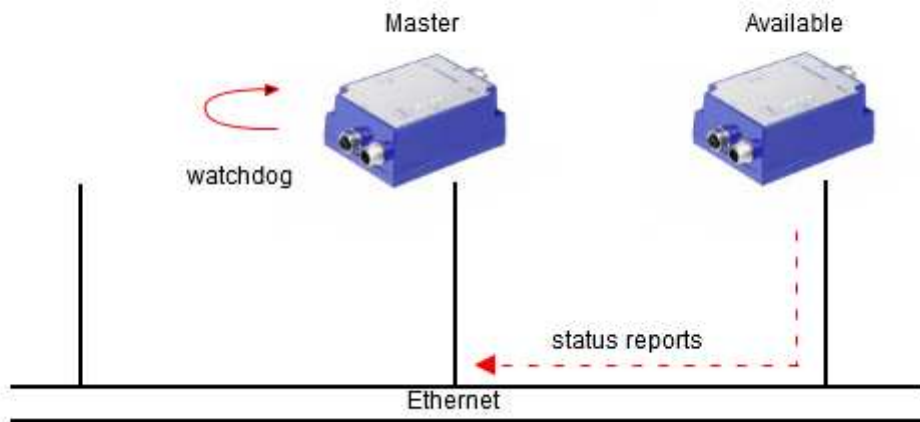 Master
Available
watchdog
status reports
Ethernet